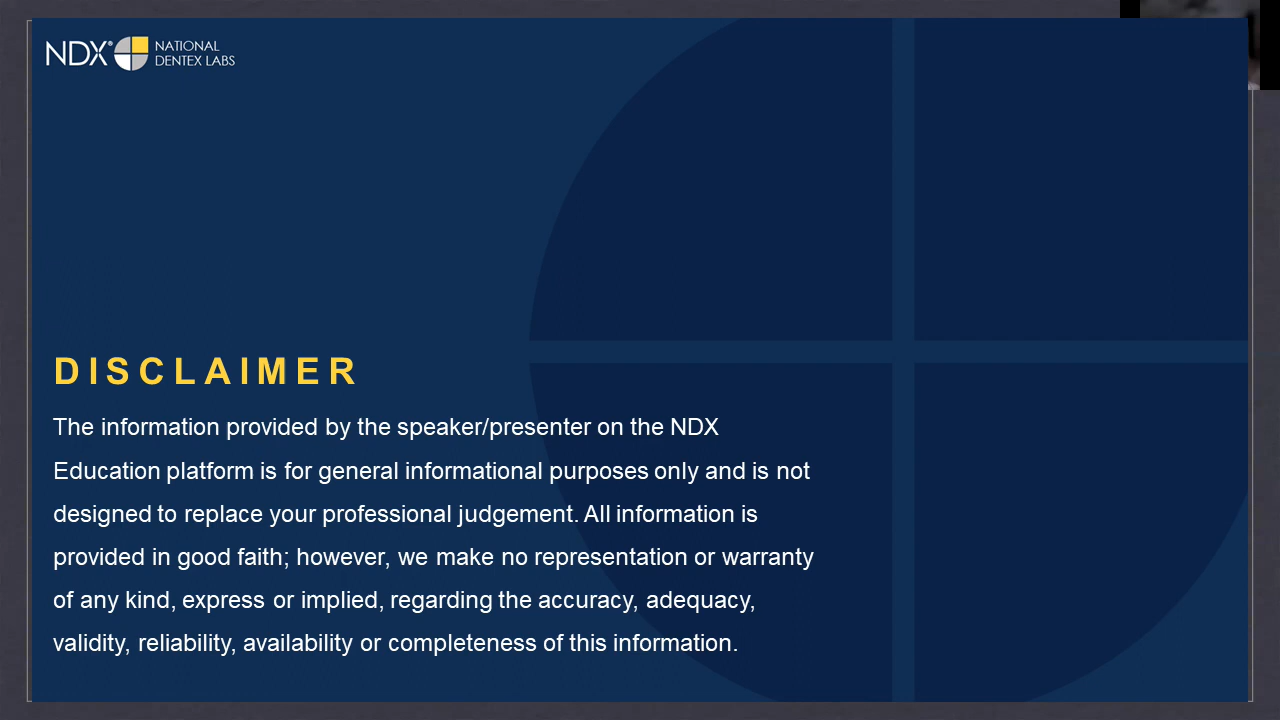 NDX® NATIONAL
DENTEX LABS
DISCLAIMER
The information provided by the speaker/presenter on the NDX
Education platform is for general informational purposes only and is not
designed to replace your professional judgement. All information is
provided in good faith; however, we make no representation or warranty
of any kind, express or implied, regarding the accuracy, adequacy,
validity, reliability, availability or completeness of this information.